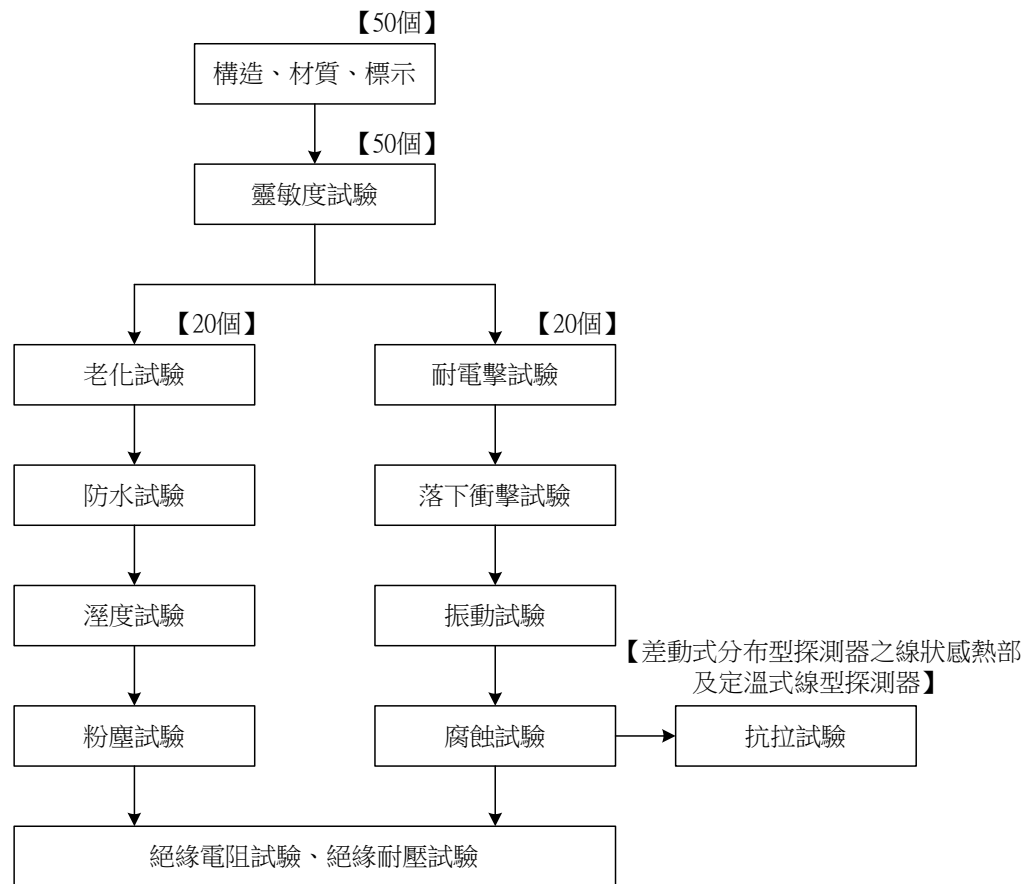 【50個】
構造、材質、標示
【50個】
靈敏度試驗
【20個】
【20個】
老化試驗
耐電擊試驗
防水試驗
落下衝擊試驗
溼度試驗
振動試驗
【差動式分布型探測器之線狀感熱部
及定溫式線型探測器】
粉塵試驗
腐蝕試驗
抗拉試驗
絕緣電阻試驗、絕緣耐壓試驗